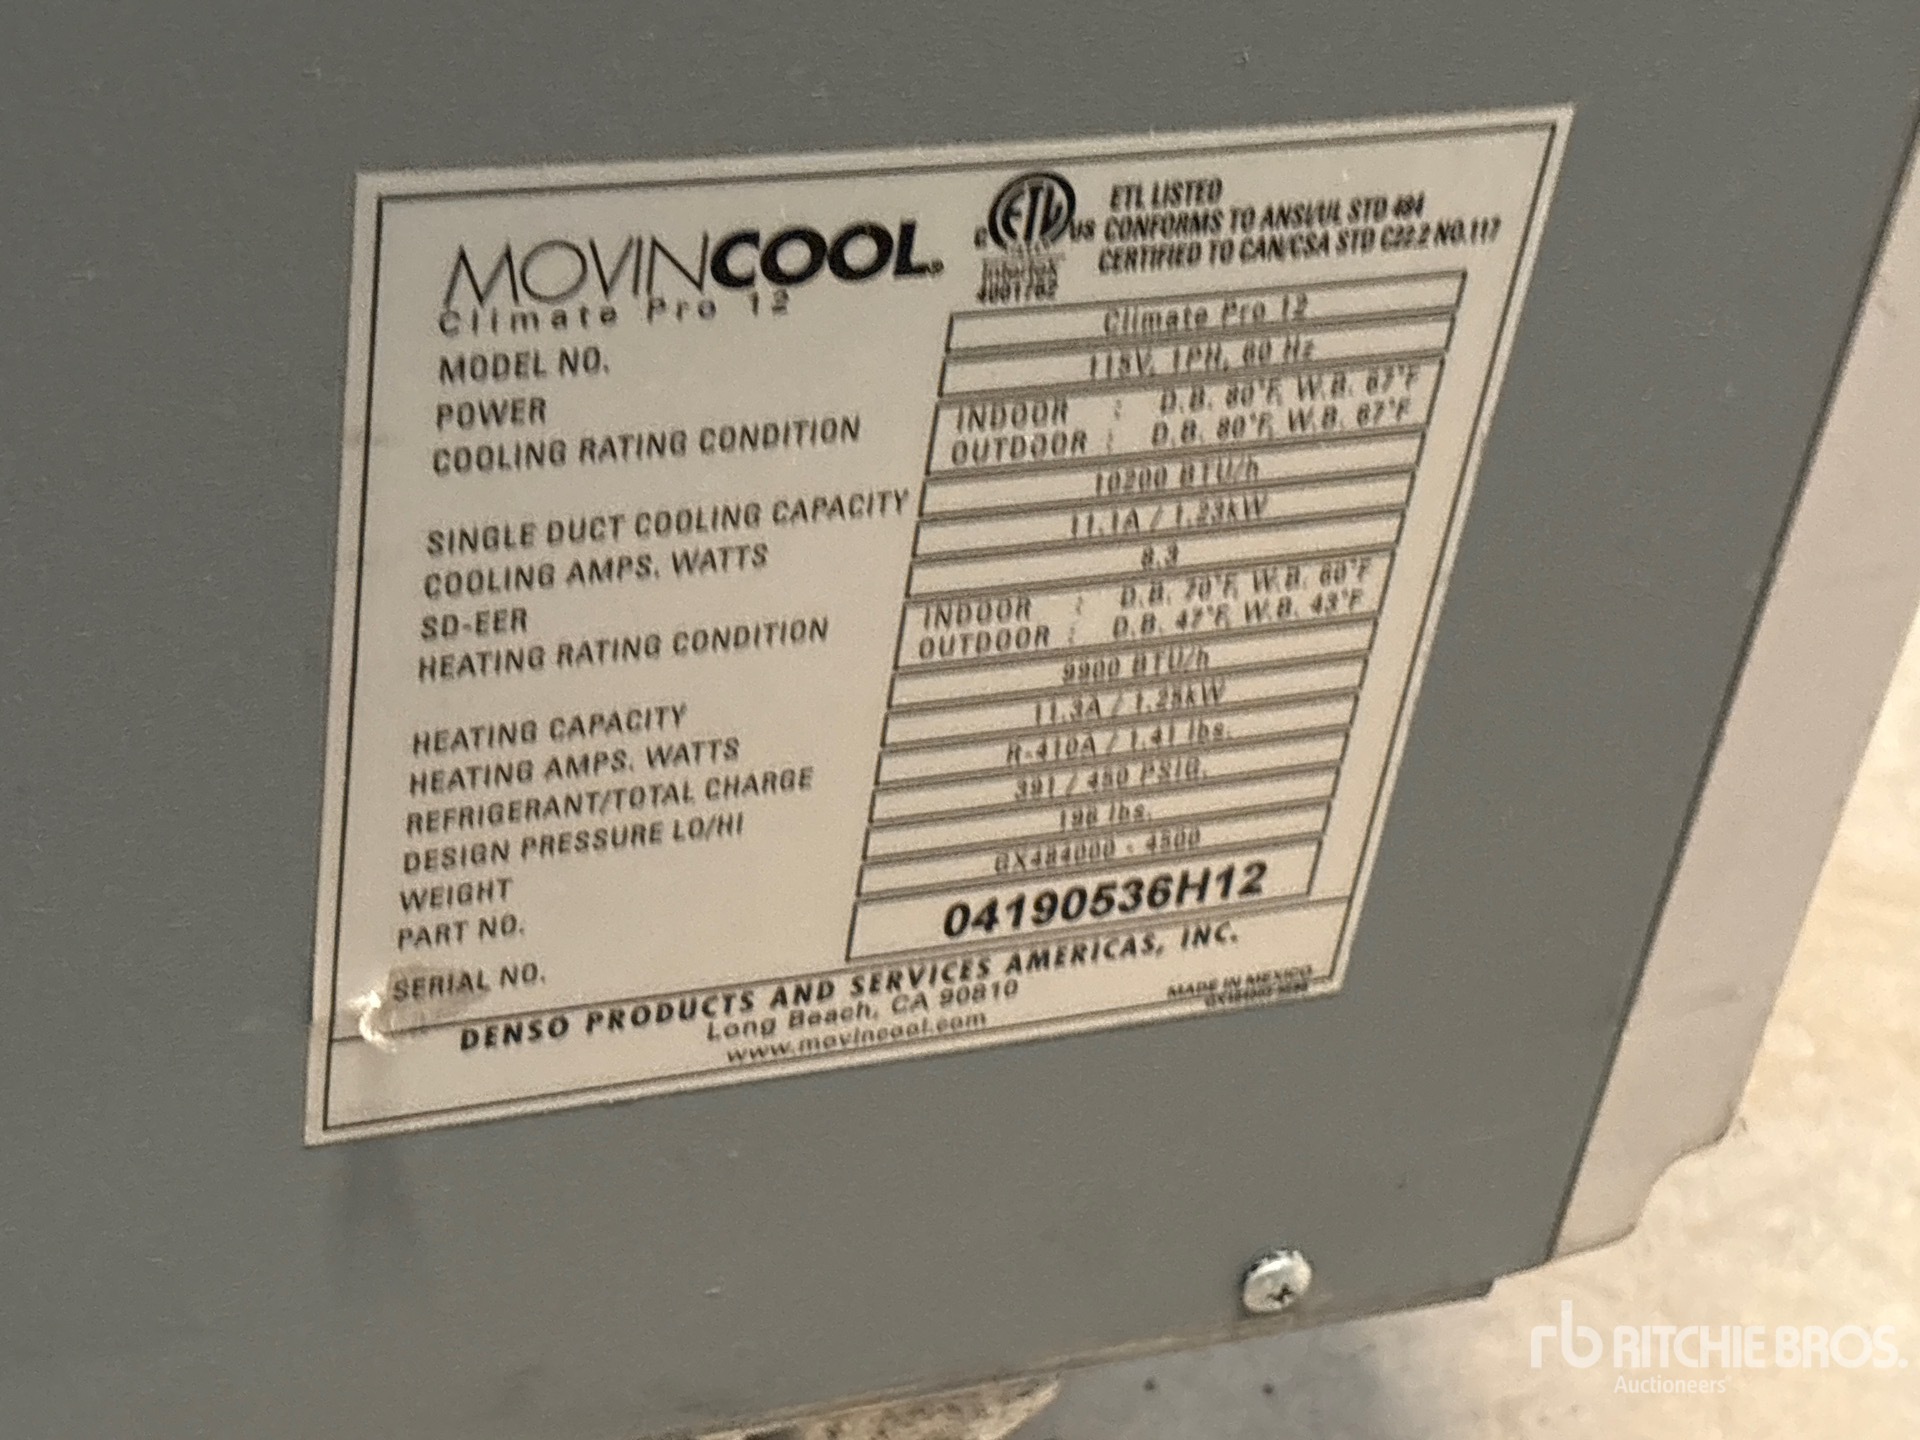 MOVINCOOL®
Climate Pro 12
C ETL US
Intertek
4001762
ETL LISTED
CONFORMS TO ANSI/UL STD 484
CERTIFIED TO CAN/CSA STD C22.2 NO.117
MODEL NO. Climate Pro 12
POWER 115V, 1PH, 60 Hz
COOLING RATING CONDITION INDOOR : D.B. 80°F, W.B. 67°F
OUTDOOR : D.B. 80°F, W.B. 67°F
SINGLE DUCT COOLING CAPACITY 10200 BTU/h
COOLING AMPS. WATTS 11.1A / 1.23kW
SD-EER 8.3
HEATING RATING CONDITION INDOOR : D.B. 70°F, W.B. 60°F
OUTDOOR : D.B. 47°F, W.B. 43°F
HEATING CAPACITY 9900 BTU/h
HEATING AMPS. WATTS 11.3A / 1.25kW
REFRIGERANT/TOTAL CHARGE R-410A / 1.41 lbs.
DESIGN PRESSURE LO/HI 391 / 450 PSIG.
WEIGHT 198 lbs.
PART NO. GX484000 - 4500
SERIAL NO. 04190536H12
DENSO PRODUCTS AND SERVICES AMERICAS, INC.
Long Beach, CA 90810
www.movincool.com
MADE IN MEXICO
rb RITCHIE BROS.
Auctioneers